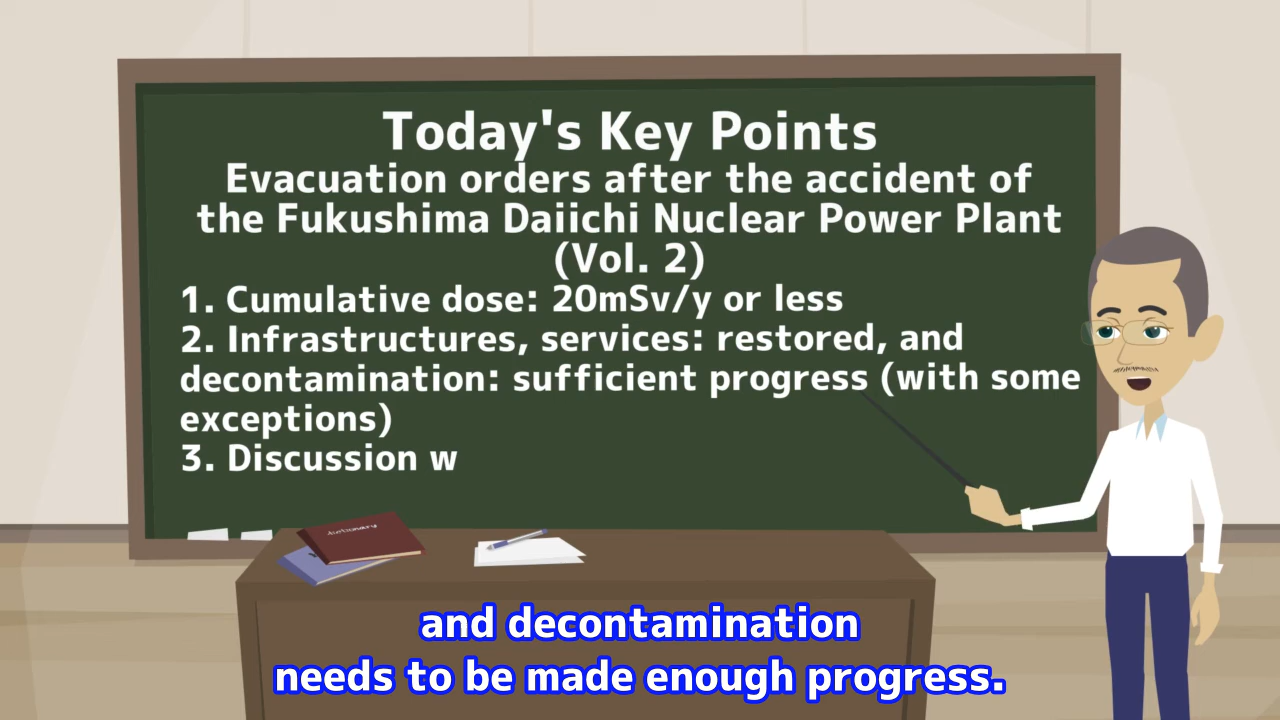 Today's Key Points
Evacuation orders after the accident of
the Fukushima Daiichi Nuclear Power Plant
(Vol. 2)
1. Cumulative dose: 20mSv/y or less
2. Infrastructures, services: restored, and
decontamination: sufficient progress (with some
exceptions)
3. Discussion w
dictionary
and decontamination
needs to be made enough progress.